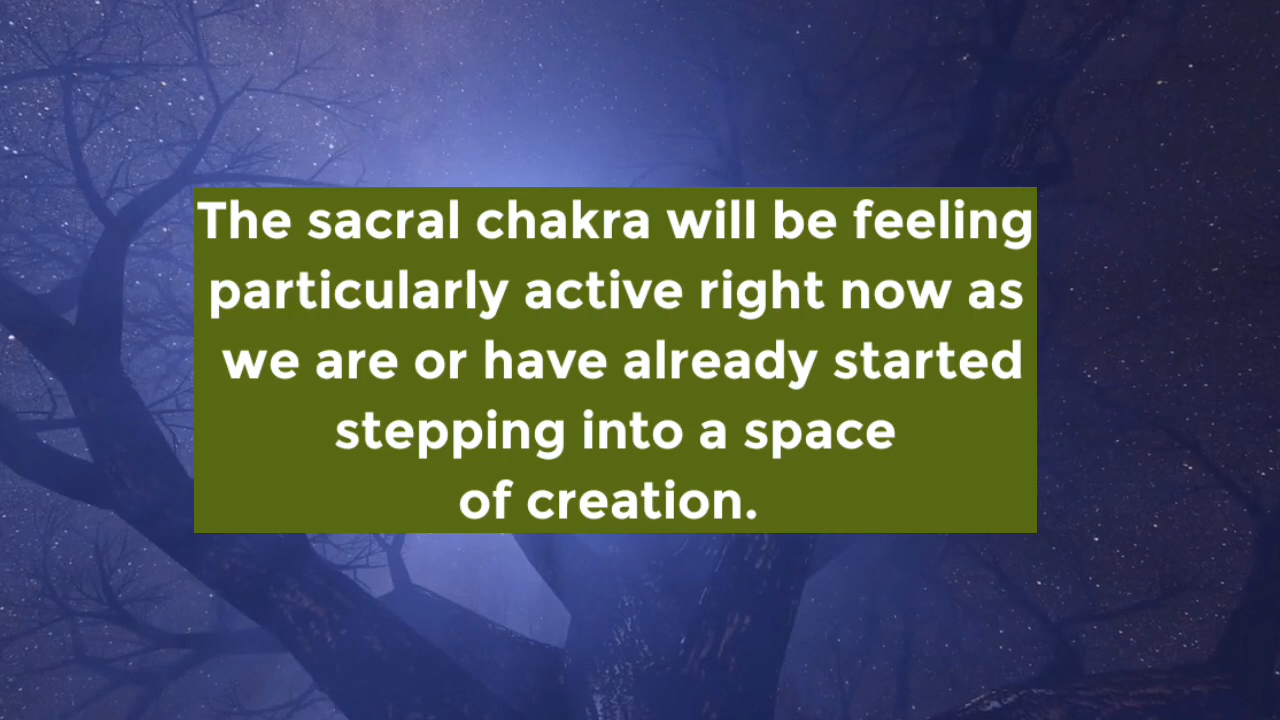 The sacral chakra will be feeling
particularly active right now as
we are or have already started
stepping into a space
of creation.